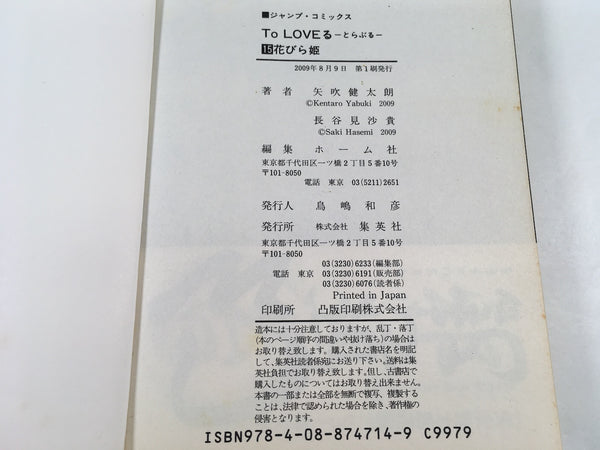 ■ジャンプ・コミックス
To LOVEる ーとらぶるー
15花びら姫
2009年8月9日 第1刷発行
著者 矢吹健太朗
©Kentaro Yabuki 2009
長谷見沙貴
©Saki Hasemi 2009
編集 ホーム社
東京都千代田区一ツ橋2丁目5番10号
〒101-8050
電話 東京 03(5211)2651
発行人 鳥嶋和彦
発行所 株式会社 集英社
東京都千代田区一ツ橋2丁目5番10号
〒101-8050
03(3230)6233(編集部)
電話 東京 03(3230)6191(販売部)
03(3230)6076(読者係)
Printed in Japan
印刷所 凸版印刷株式会社
造本には十分注意しておりますが、乱丁・落丁
(本のページ順序の間違いや抜け落ち)の場合は
お取り替え致します。購入された書店名を明記
して、集英社読者係宛にお送り下さい。送料は集
英社負担でお取り替え致します。但し、古書店で
購入したものについてはお取り替え出来ません。
本書の一部または全部を無断で複写、複製する
ことは、法律で認められた場合を除き、著作権の
侵害となります。
ISBN978-4-08-874714-9 C9979